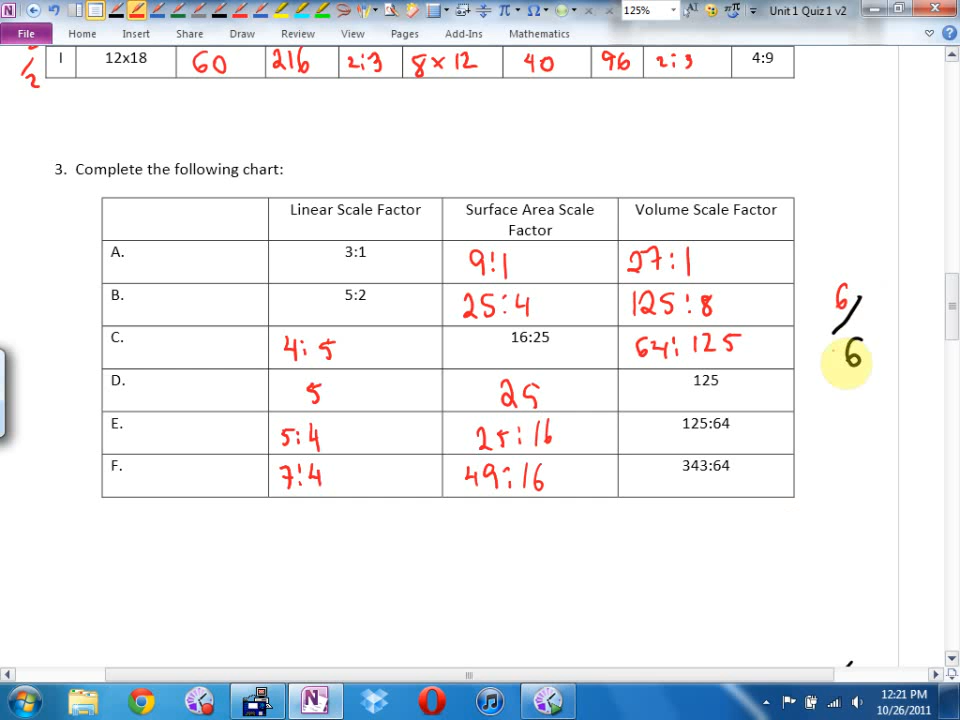 125%
Unit 1 Quiz 1 v2
File Home Insert Share Draw Review View Pages Add-Ins Mathematics
1/2 I 12x18 60 216 2:3 8 x 12 40 96 2:3 4:9
3. Complete the following chart:
Linear Scale Factor Surface Area Scale Factor Volume Scale Factor
A. 3:1 9:1 27:1
B. 5:2 25:4 125:8
C. 4:5 16:25 64:125
D. 5 25 125
E. 5:4 25:16 125:64
F. 7:4 49:16 343:64
6/6
12:21 PM
10/26/2011